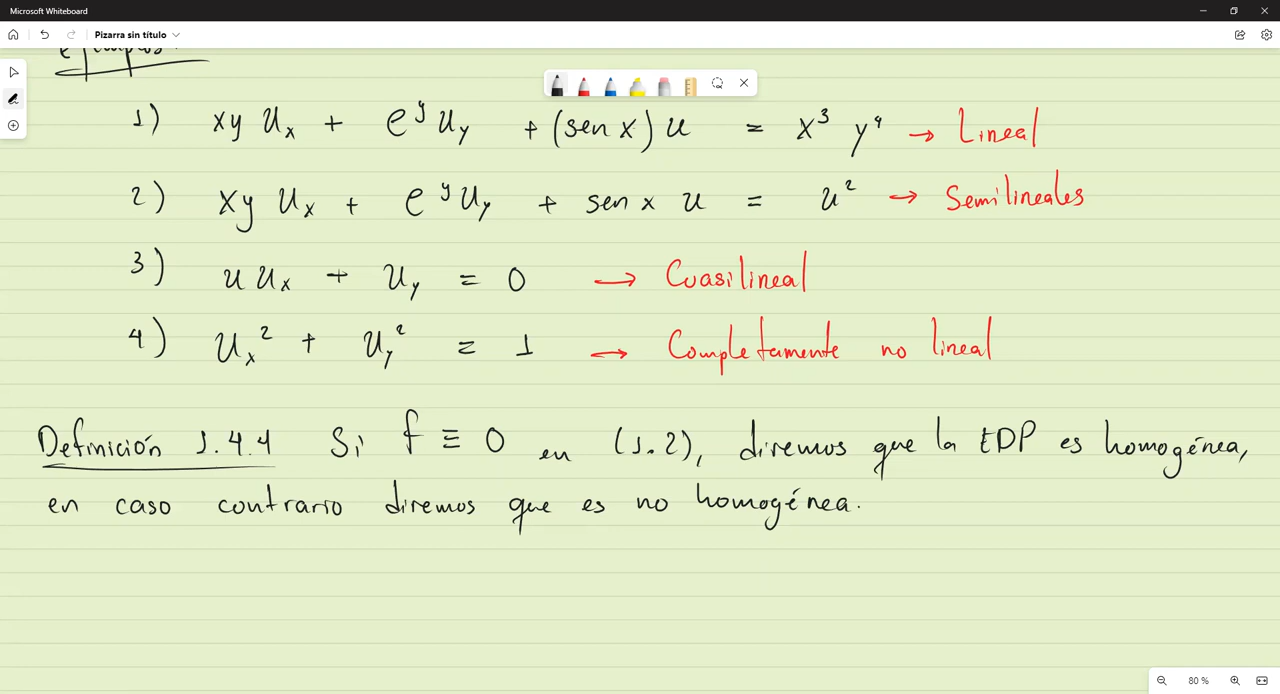 Microsoft Whiteboard
Pizarra sin título
ejemplos:
1) xy u_x + e^y u_y + (sen x) u = x^3 y^4 → Lineal
2) xy u_x + e^y u_y + sen x u = u^2 → Semilineales
3) u u_x + u_y = 0 → Cuasilineal
4) u_x^2 + u_y^2 = 1 → Completamente no lineal
Definición 1.4.4 Si f ≡ 0 en (1.2), diremos que la EDP es homogénea,
en caso contrario diremos que es no homogénea.
80 %